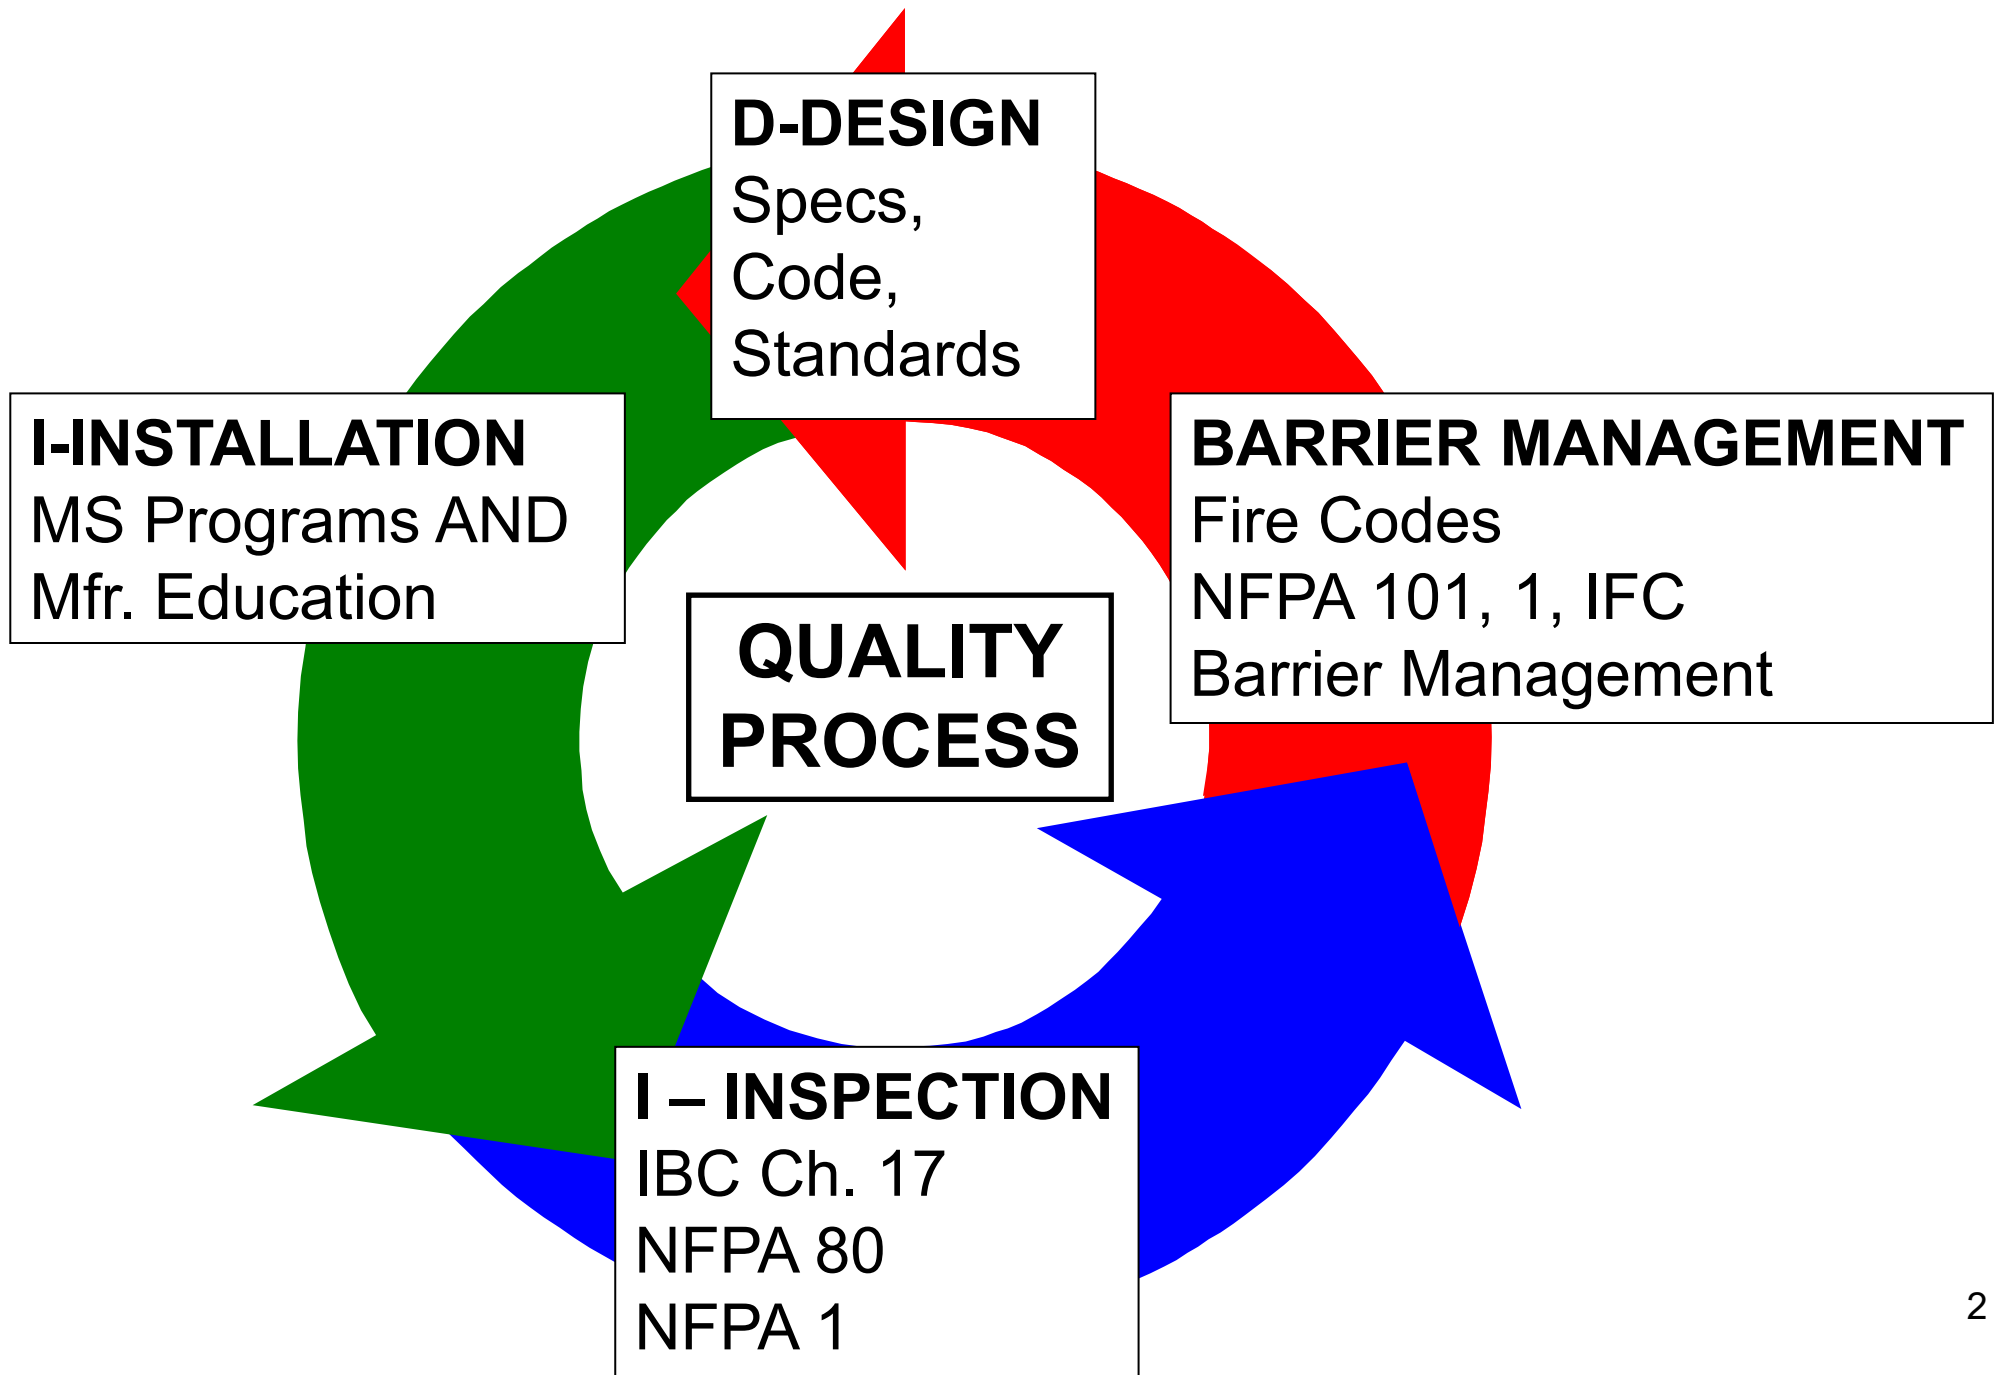 D-DESIGN
Specs,
Code,
Standards
I-INSTALLATION
MS Programs AND
Mfr. Education
BARRIER MANAGEMENT
Fire Codes
NFPA 101, 1, IFC
Barrier Management
QUALITY
PROCESS
I – INSPECTION
IBC Ch. 17
NFPA 80
NFPA 1
2